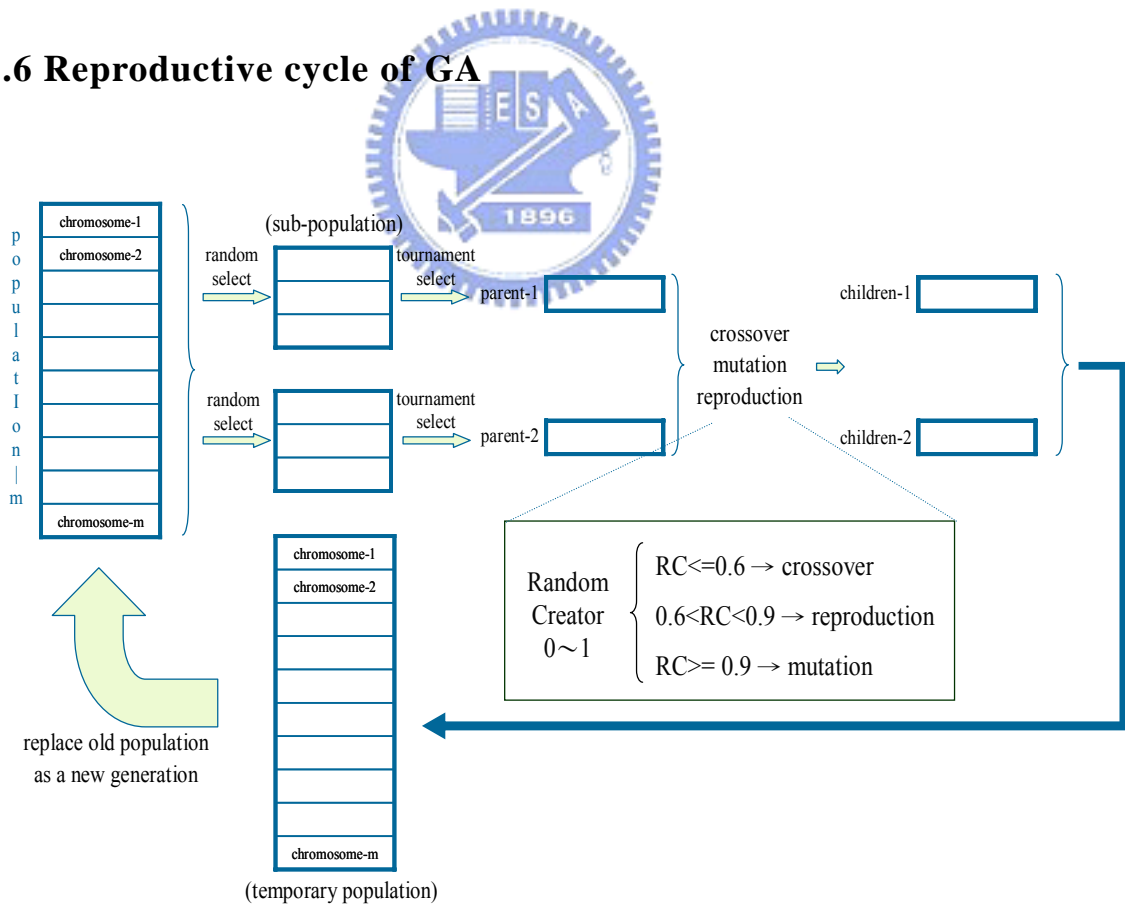 .6 Reproductive cycle of GA
E S A
1896
populatIon—m
chromosome-1
chromosome-2
chromosome-m
random
select
(sub-population)
tournament
select
parent-1
random
select
tournament
select
parent-2
crossover
mutation
reproduction
children-1
children-2
Random
Creator
0~1
RC<=0.6 → crossover
0.6<RC<0.9 → reproduction
RC>= 0.9 → mutation
chromosome-1
chromosome-2
chromosome-m
(temporary population)
replace old population
as a new generation